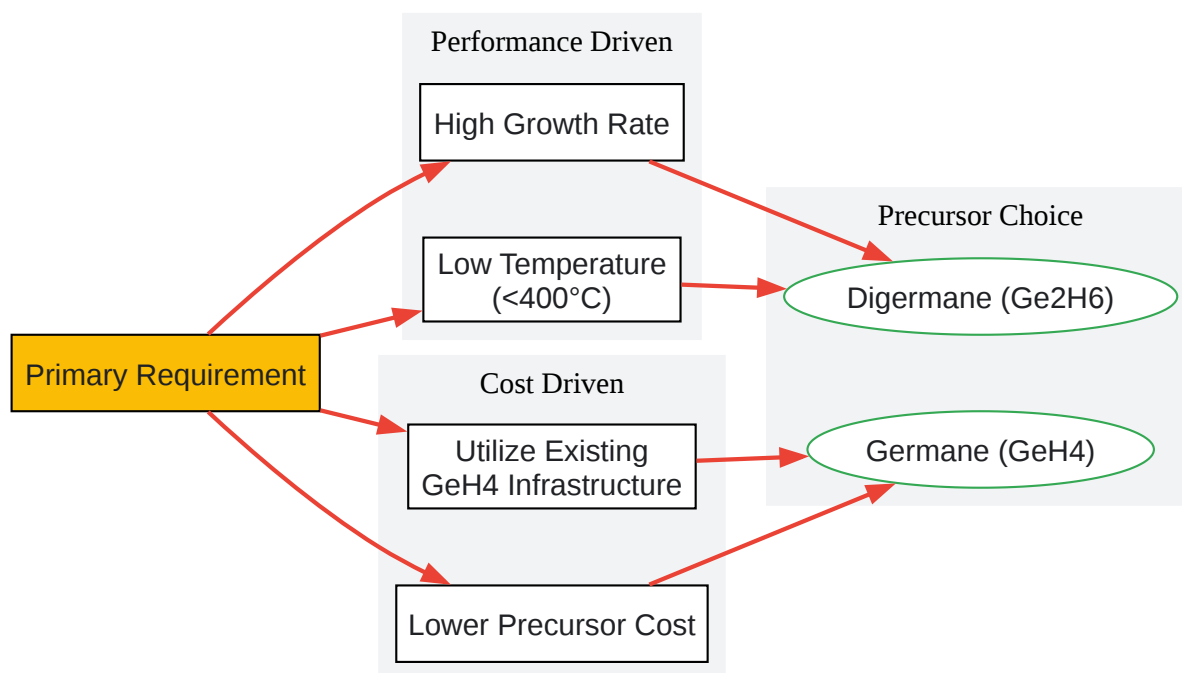 Performance Driven
High Growth Rate
Low Temperature
(<400°C)
Primary Requirement
Cost Driven
Utilize Existing
GeH4 Infrastructure
Lower Precursor Cost
Precursor Choice
Digermane (Ge2H6)
Germane (GeH4)